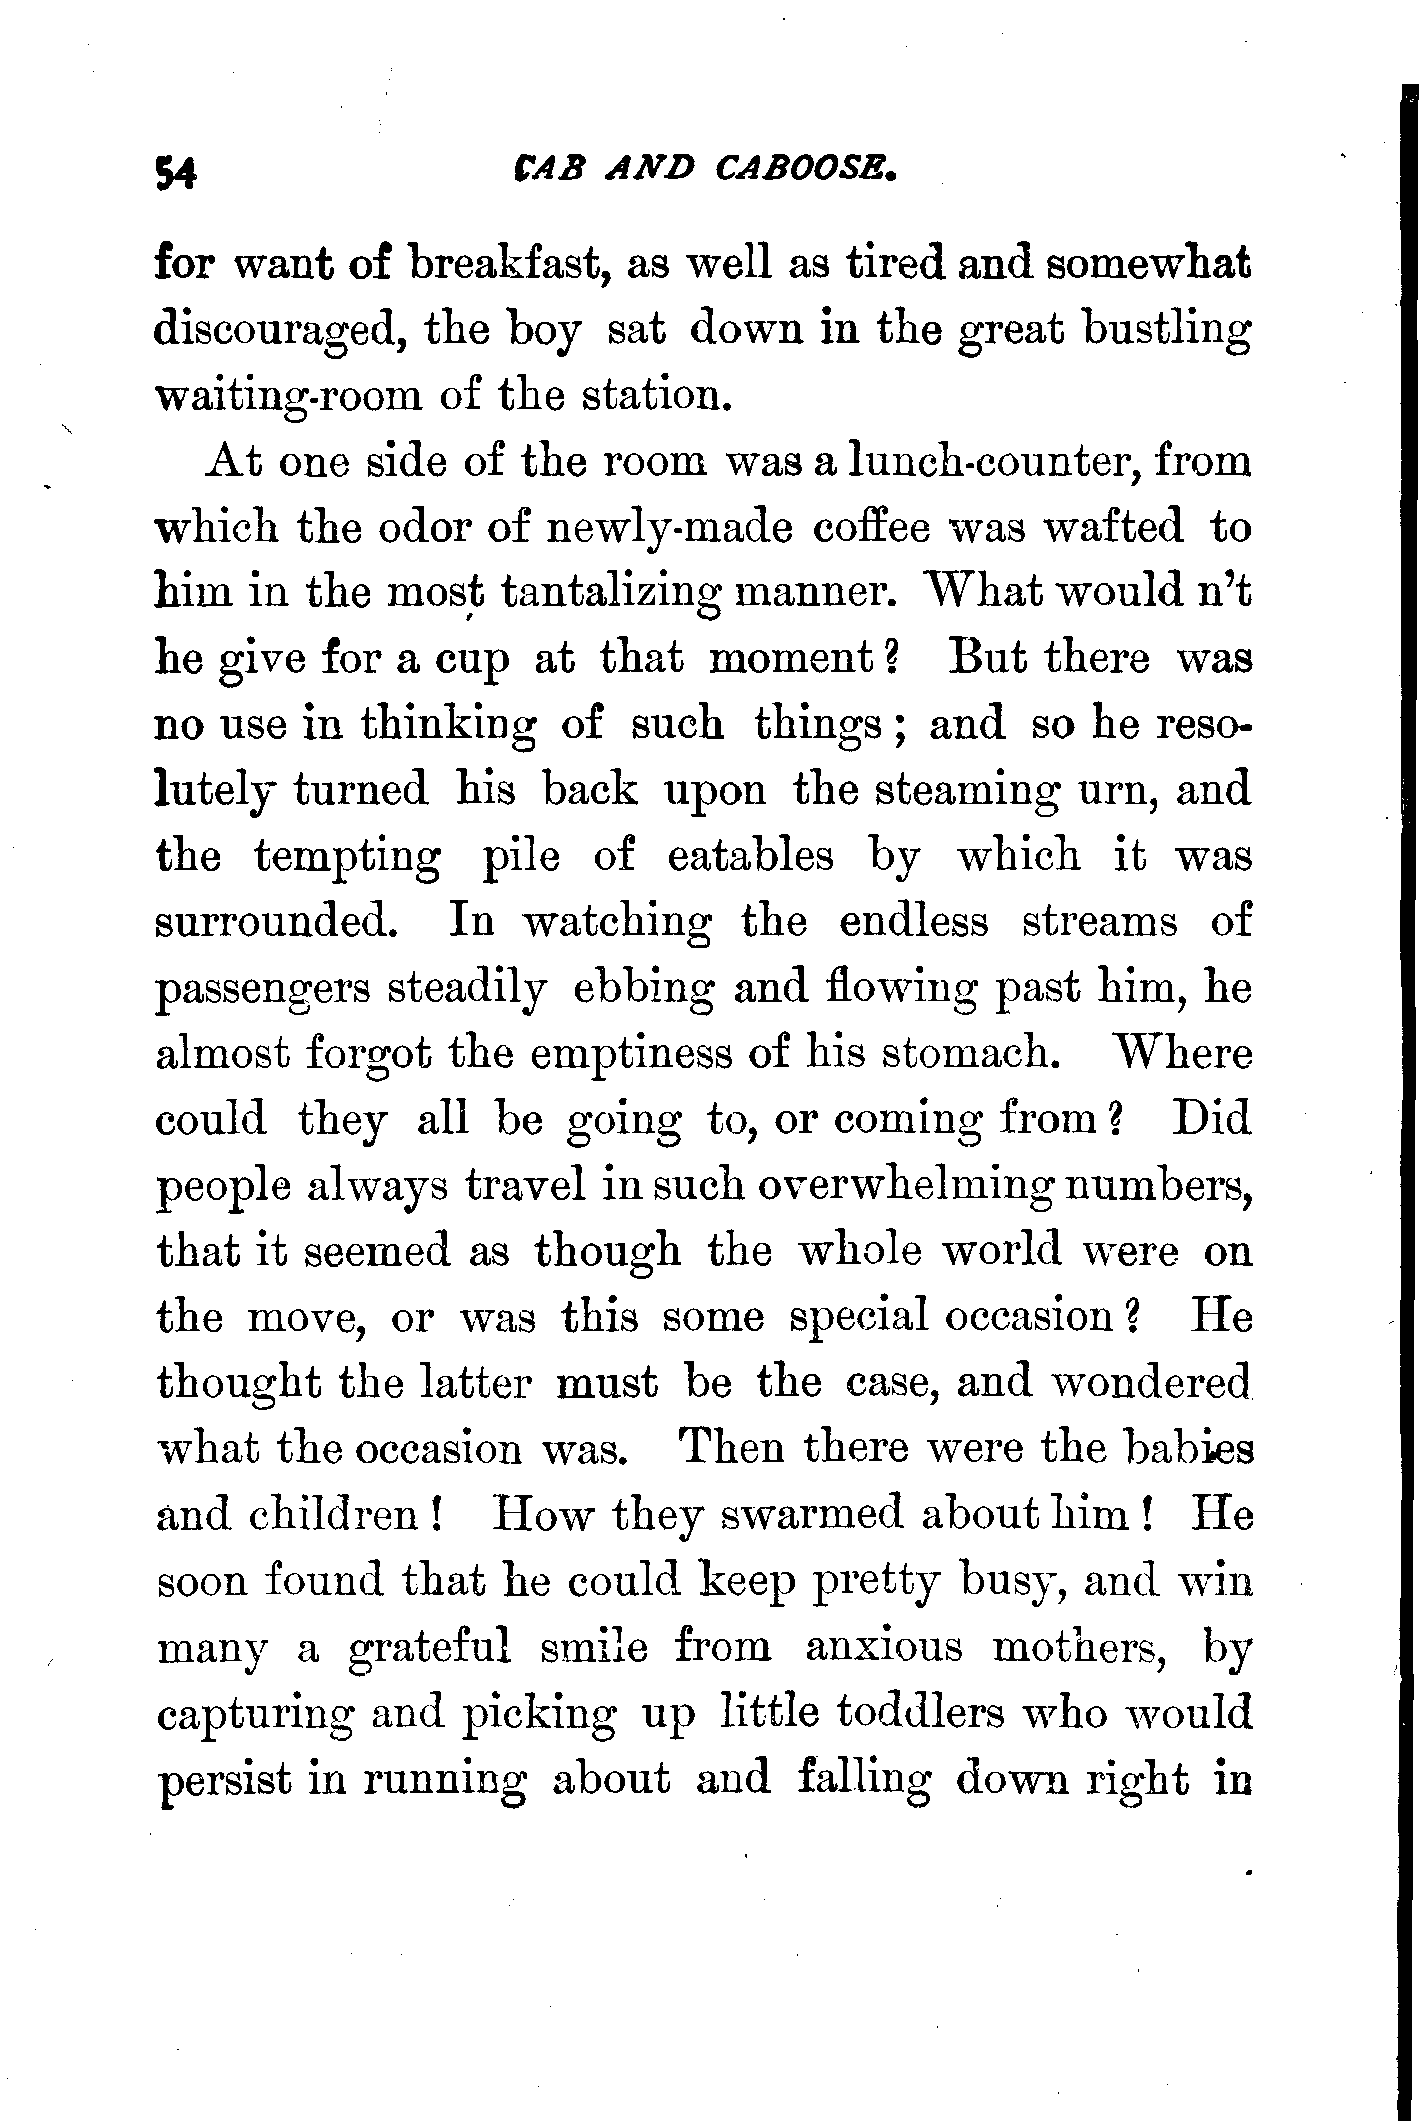 54 CAB AND CABOOSE.
for want of breakfast, as well as tired and somewhat
discouraged, the boy sat down in the great bustling
waiting-room of the station.
At one side of the room was a lunch-counter, from
which the odor of newly-made coffee was wafted to
him in the most tantalizing manner. What would n't
he give for a cup at that moment? But there was
no use in thinking of such things; and so he reso-
lutely turned his back upon the steaming urn, and
the tempting pile of eatables by which it was
surrounded. In watching the endless streams of
passengers steadily ebbing and flowing past him, he
almost forgot the emptiness of his stomach. Where
could they all be going to, or coming from? Did
people always travel in such overwhelming numbers,
that it seemed as though the whole world were on
the move, or was this some special occasion? He
thought the latter must be the case, and wondered
what the occasion was. Then there were the babies
and children! How they swarmed about him! He
soon found that he could keep pretty busy, and win
many a grateful smile from anxious mothers, by
capturing and picking up little toddlers who would
persist in running about and falling down right in